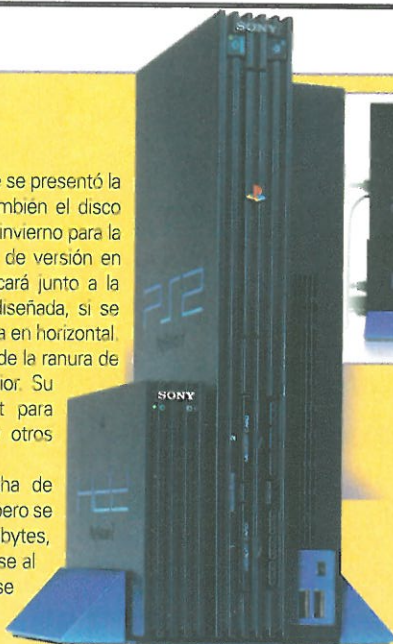 se presentó la
mbién el disco
invierno para la
de versión en
cará junto a la
diseñada, si se
a en horizontal.
de la ranura de
ior. Su
t para
otros
ha de
pero se
bytes,
se al
se
SONY
PS2
SONY
HDD